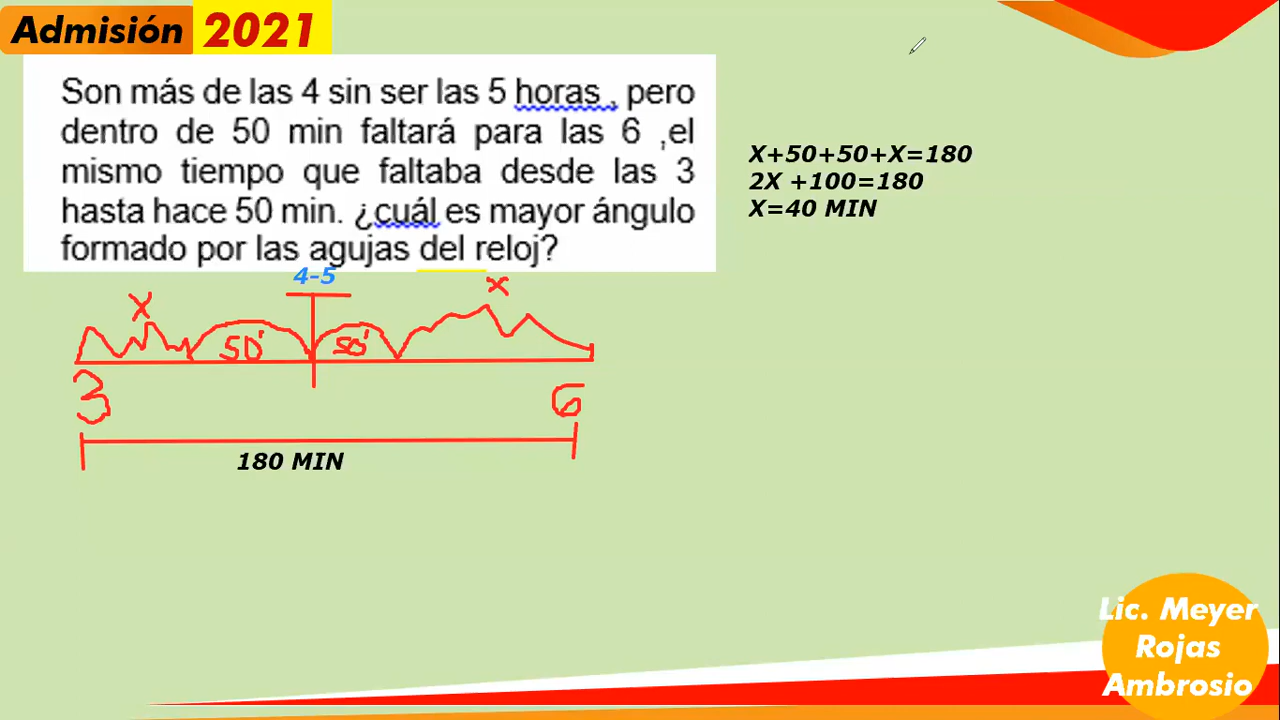 Admisión 2021
Son más de las 4 sin ser las 5 horas , pero
dentro de 50 min faltará para las 6 ,el
mismo tiempo que faltaba desde las 3
hasta hace 50 min. ¿cuál es mayor ángulo
formado por las agujas del reloj?
X+50+50+X=180
2X +100=180
X=40 MIN
4-5
X
x
50'
50'
3
6
180 MIN
Lic. Meyer
Rojas
Ambrosio